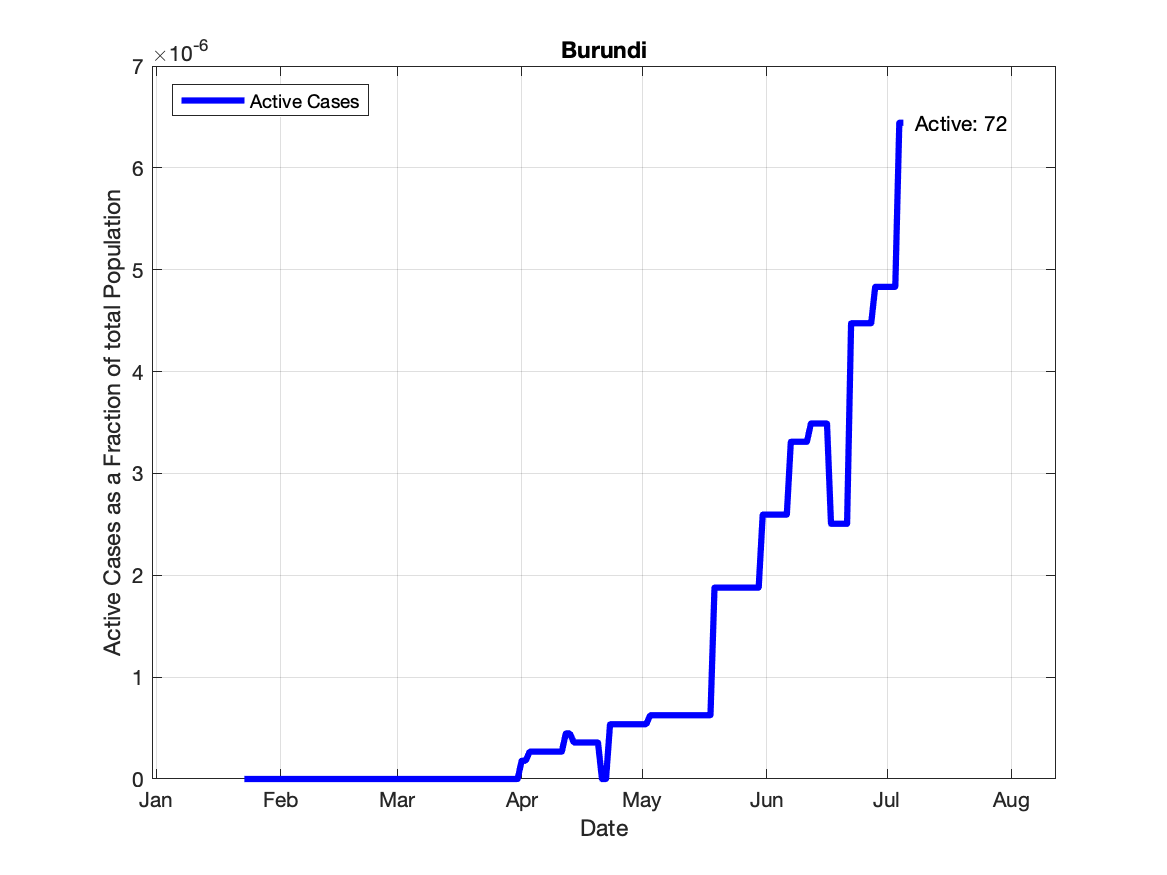 Burundi
×10-6
7
6
5
4
3
2
1
0
Active Cases as a Fraction of total Population
Active Cases
Active: 72
Jan Feb Mar Apr May Jun Jul Aug
Date